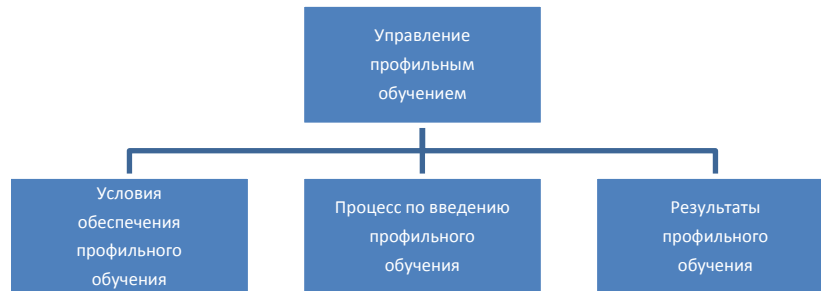 Управление
профильным
обучением
Условия
обеспечения
профильного
обучения
Процесс по введению
профильного
обучения
Результаты
профильного
обучения